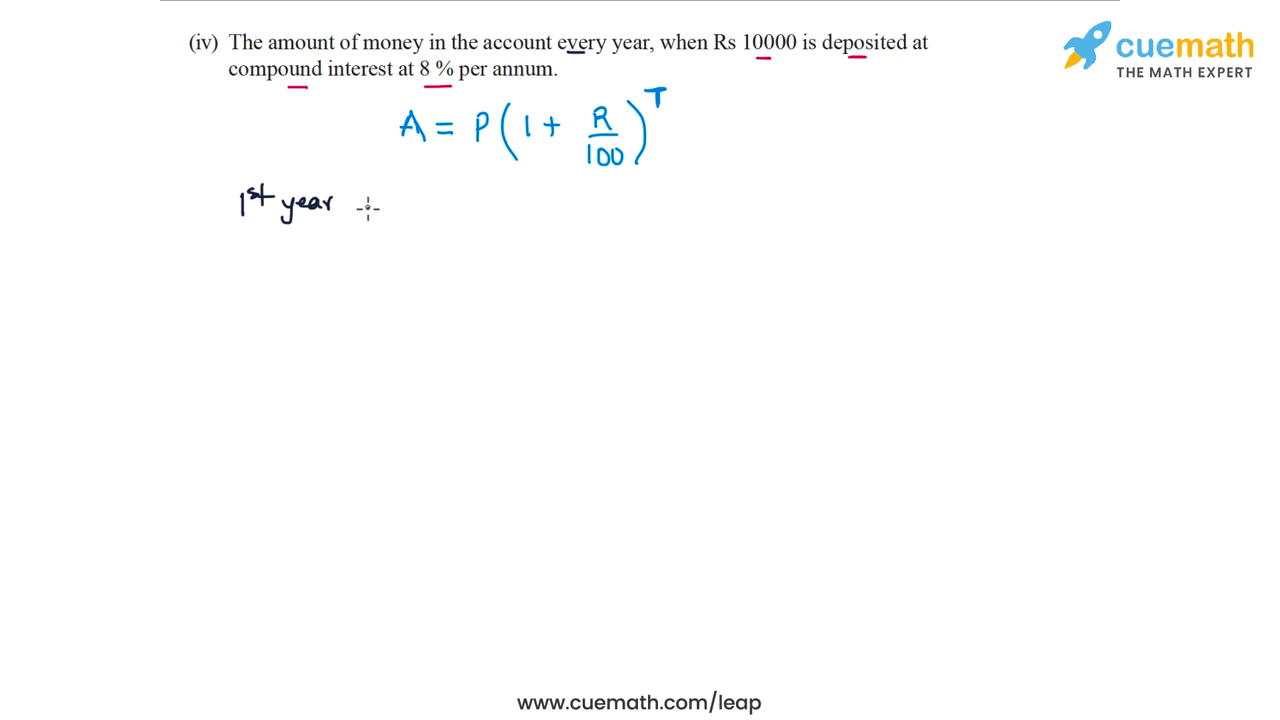 (iv) The amount of money in the account every year, when Rs 10000 is deposited at
compound interest at 8 % per annum.
cuemath
THE MATH EXPERT
A = P(1 + R/100)^T
1st year
www.cuemath.com/leap